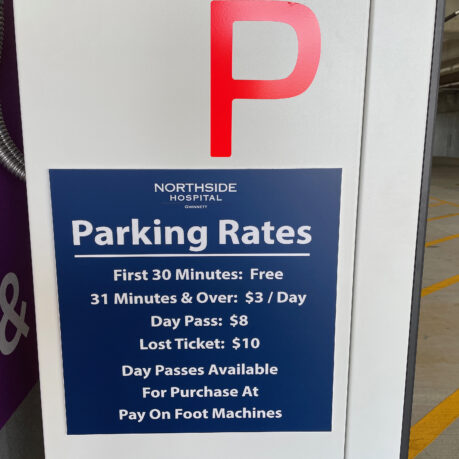 P
NORTHSIDE
HOSPITAL
GWINNETT
Parking Rates
First 30 Minutes: Free
31 Minutes & Over: $3 / Day
Day Pass: $8
Lost Ticket: $10
Day Passes Available
For Purchase At
Pay On Foot Machines
&